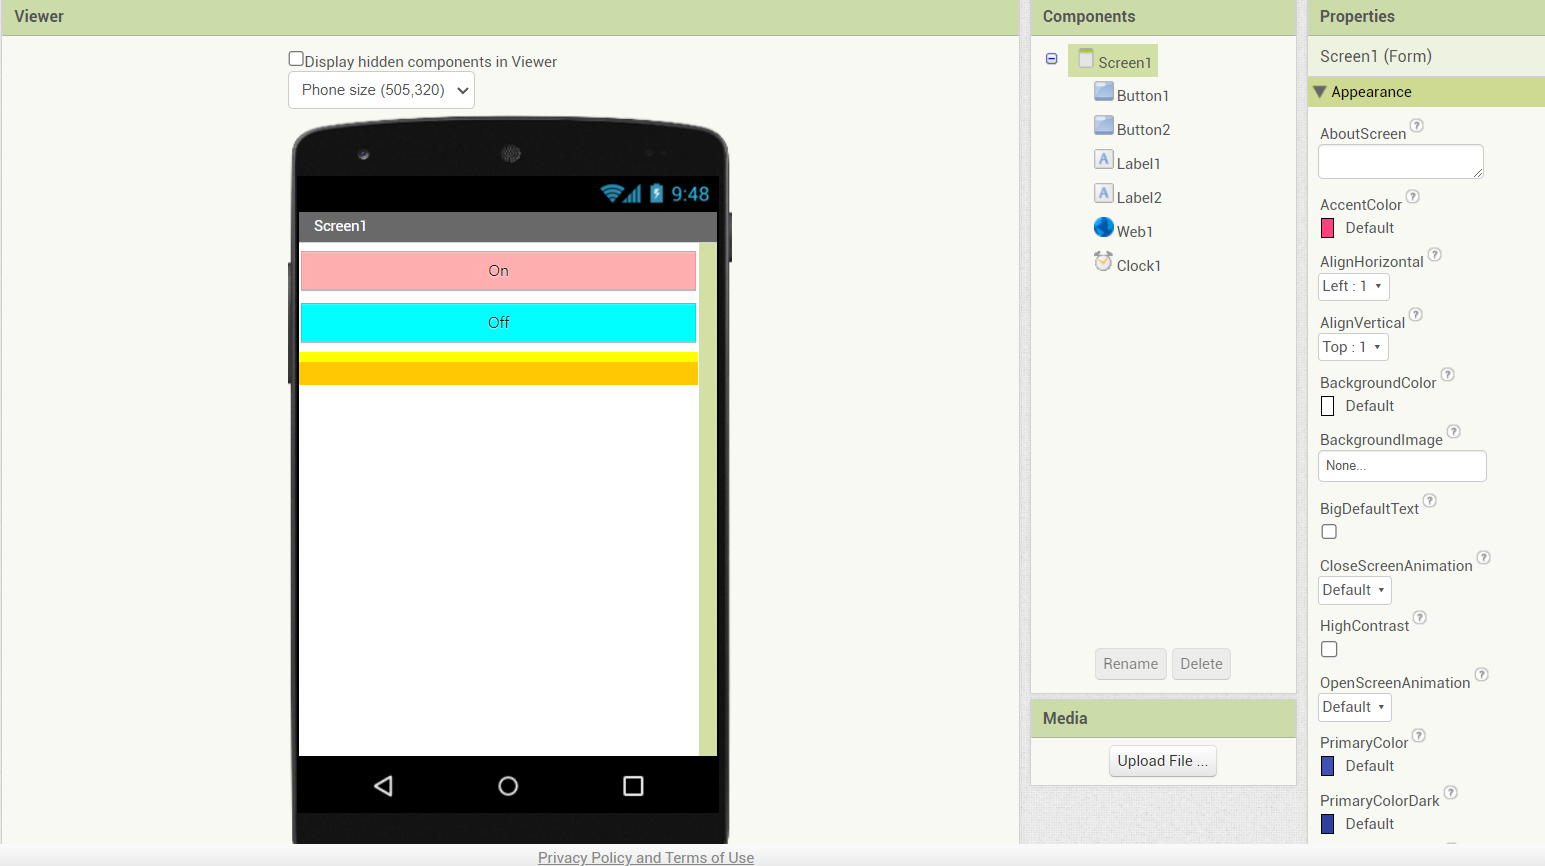 Viewer
Display hidden components in Viewer
Phone size (505,320)
9:48
Screen1
On
Off
Components
Screen1
Button1
Button2
A Label1
A Label2
Web1
Clock1
Rename Delete
Media
Upload File ...
Properties
Screen1 (Form)
Appearance
AboutScreen ?
AccentColor ?
Default
AlignHorizontal ?
Left : 1
AlignVertical ?
Top : 1
BackgroundColor ?
Default
BackgroundImage ?
None...
BigDefaultText ?
CloseScreenAnimation ?
Default
HighContrast ?
OpenScreenAnimation ?
Default
PrimaryColor ?
Default
PrimaryColorDark ?
Default
Privacy Policy and Terms of Use